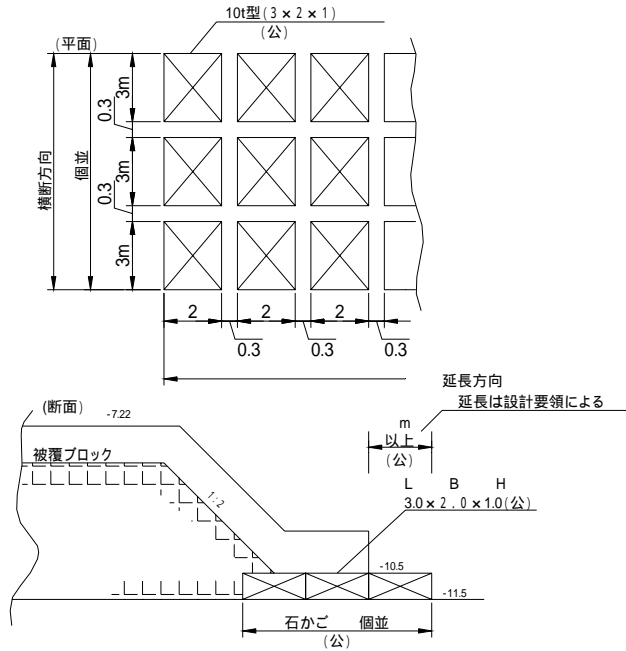 10t型(3×2×1)
(公)
(平面)
3m
0.3
3m
0.3
3m
個並
横断方向
2
2
2
0.3
0.3
0.3
延長方向
延長は設計要領による
(断面)
-7.22
m
以上
(公)
被覆ブロック
1:2
L B H
3.0×2.0×1.0(公)
-10.5
-11.5
石かご 個並
(公)